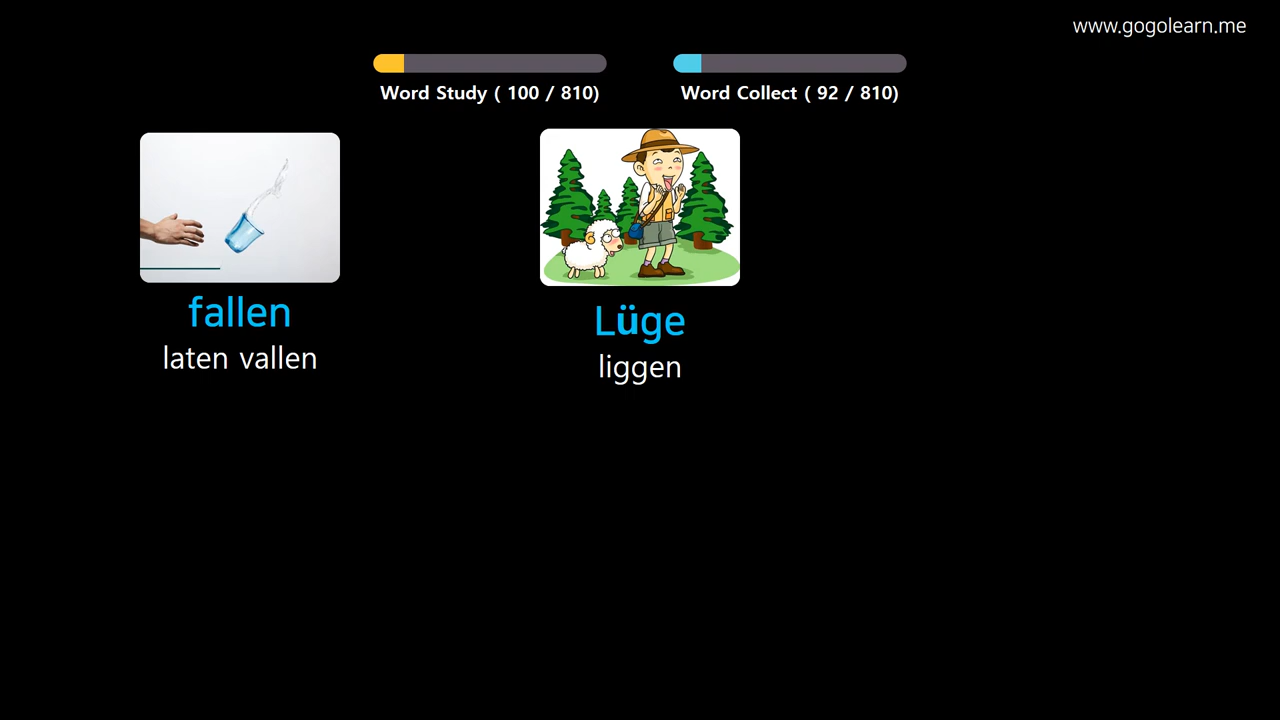 www.gogolearn.me
Word Study ( 100 / 810)
Word Collect ( 92 / 810)
fallen
laten vallen
Lüge
liggen